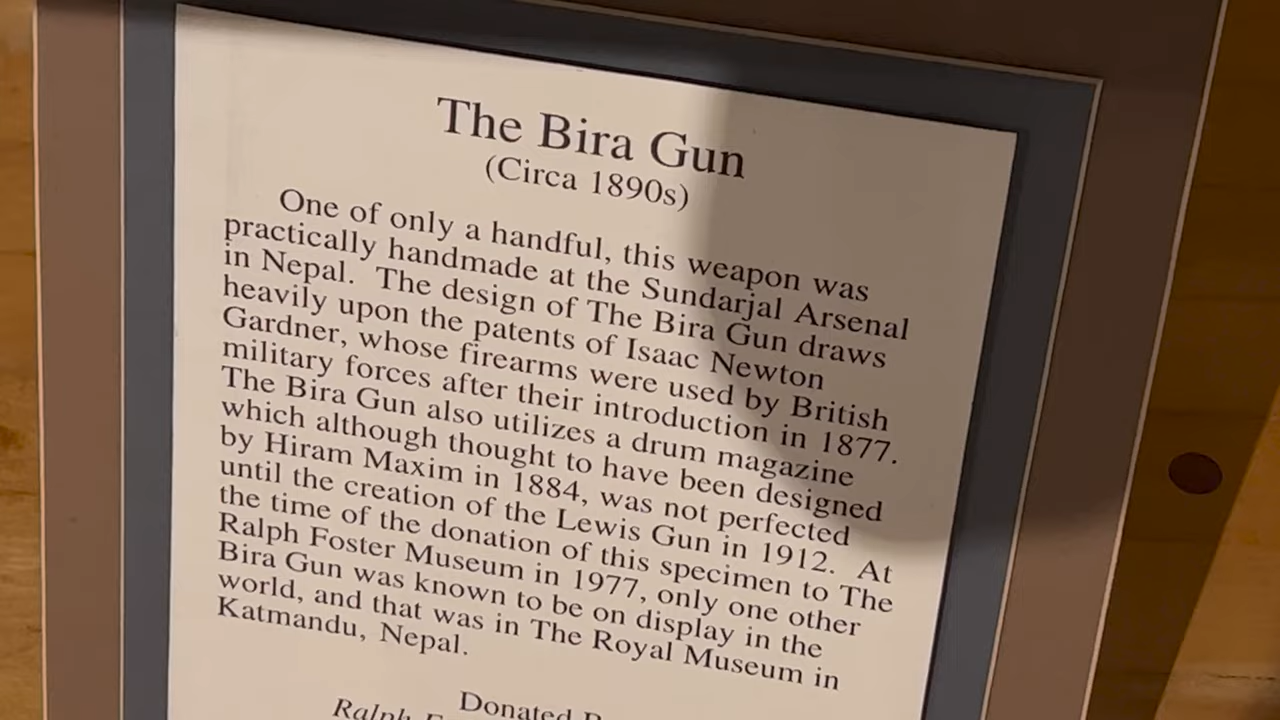 The Bira Gun
(Circa 1890s)
One of only a handful, this weapon was
practically handmade at the Sundarjal Arsenal
in Nepal. The design of The Bira Gun draws
heavily upon the patents of Isaac Newton
Gardner, whose firearms were used by British
military forces after their introduction in 1877.
The Bira Gun also utilizes a drum magazine
which although thought to have been designed
by Hiram Maxim in 1884, was not perfected
until the creation of the Lewis Gun in 1912. At
the time of the donation of this specimen to The
Ralph Foster Museum in 1977, only one other
Bira Gun was known to be on display in the
world, and that was in The Royal Museum in
Katmandu, Nepal.
Donated
Ralph